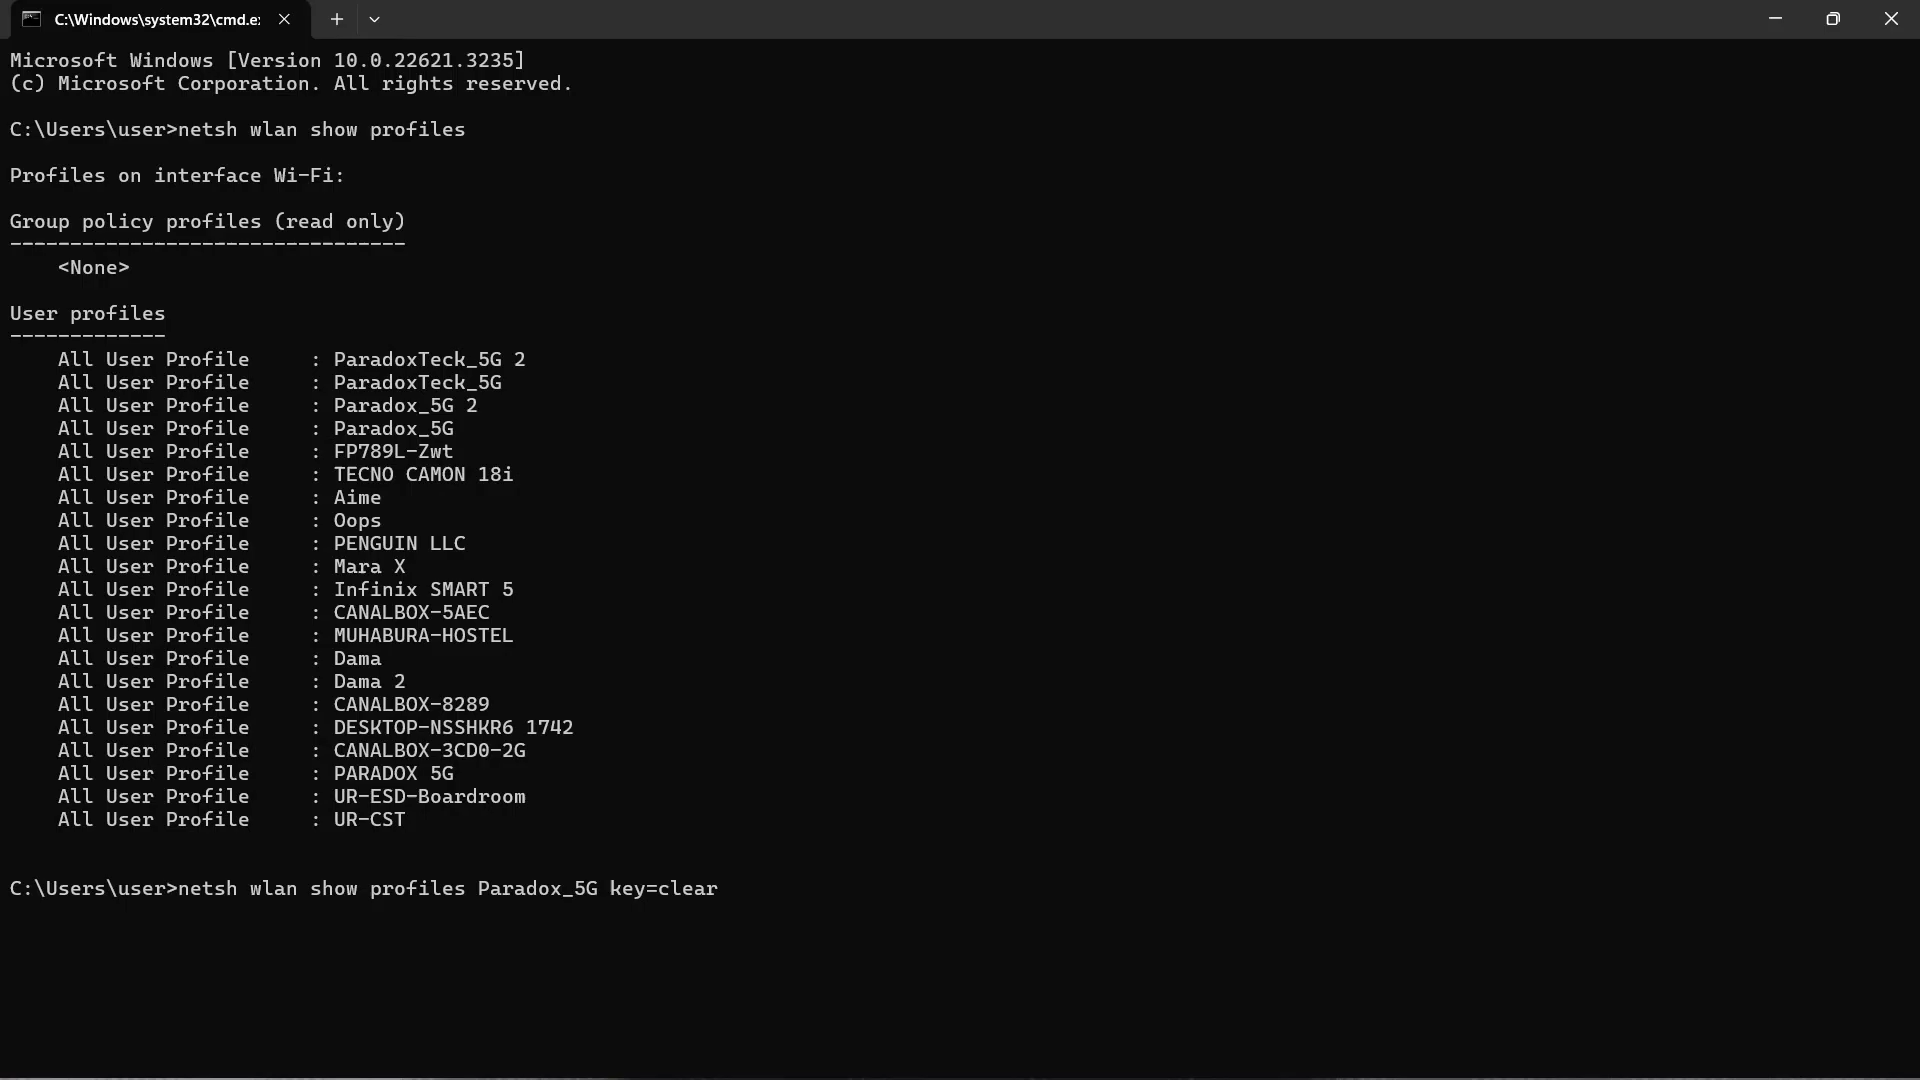 C:\Windows\system32\cmd.e:
Microsoft Windows [Version 10.0.22621.3235]
(c) Microsoft Corporation. All rights reserved.
C:\Users\user>netsh wlan show profiles
Profiles on interface Wi-Fi:
Group policy profiles (read only)
---------------------------------
<None>
User profiles
-------------
All User Profile     : ParadoxTeck_5G 2
All User Profile     : ParadoxTeck_5G
All User Profile     : Paradox_5G 2
All User Profile     : Paradox_5G
All User Profile     : FP789L-Zwt
All User Profile     : TECNO CAMON 18i
All User Profile     : Aime
All User Profile     : Oops
All User Profile     : PENGUIN LLC
All User Profile     : Mara X
All User Profile     : Infinix SMART 5
All User Profile     : CANALBOX-5AEC
All User Profile     : MUHABURA-HOSTEL
All User Profile     : Dama
All User Profile     : Dama 2
All User Profile     : CANALBOX-8289
All User Profile     : DESKTOP-NSSHKR6 1742
All User Profile     : CANALBOX-3CD0-2G
All User Profile     : PARADOX 5G
All User Profile     : UR-ESD-Boardroom
All User Profile     : UR-CST
C:\Users\user>netsh wlan show profiles Paradox_5G key=clear